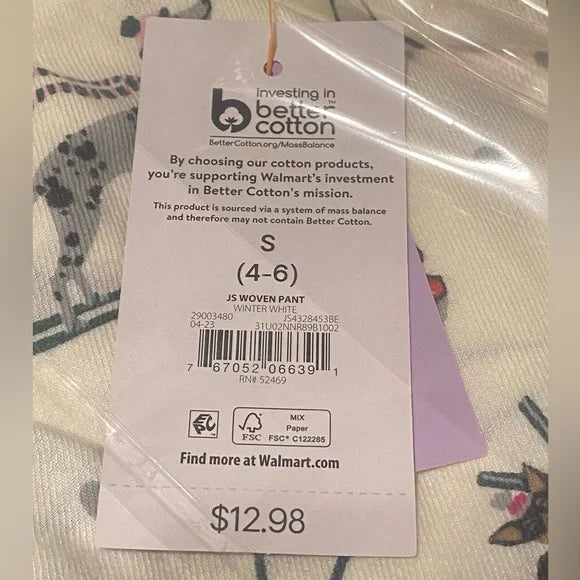 investing in
better™
cotton
BetterCotton.org/MassBalance
By choosing our cotton products,
you're supporting Walmart's investment
in Better Cotton's mission.
This product is sourced via a system of mass balance
and therefore may not contain Better Cotton.
S
(4-6)
JS WOVEN PANT
WINTER WHITE
29003480 JS4328453BE
04-23 31U02NNR89B1002
7 67052 06639 1
RN# 52469
EPC™
FSC
MIX
Paper
FSC® C122265
Find more at Walmart.com
$12.98